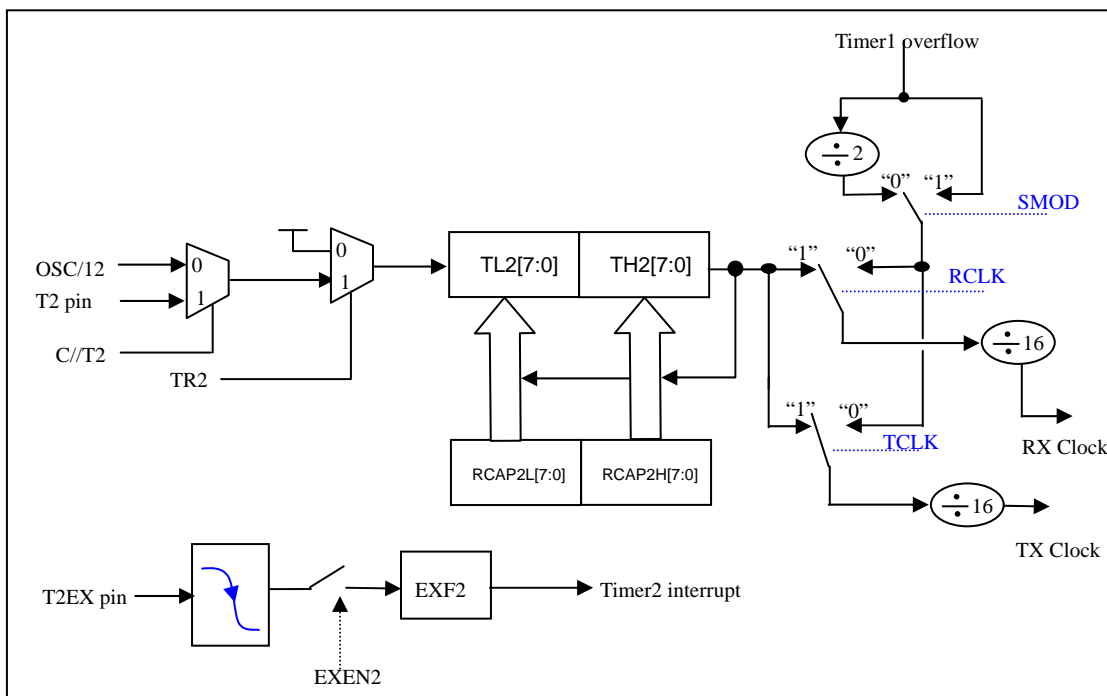 Timer1 overflow
÷ 2
“0” “1”
SMOD
OSC/12
0
T2 pin
1
C//T2
0
1
TR2
TL2[7:0]
TH2[7:0]
“1” “0”
RCLK
÷ 16
RX Clock
RCAP2L[7:0]
RCAP2H[7:0]
“1” “0”
TCLK
÷ 16
TX Clock
T2EX pin
EXF2
Timer2 interrupt
EXEN2